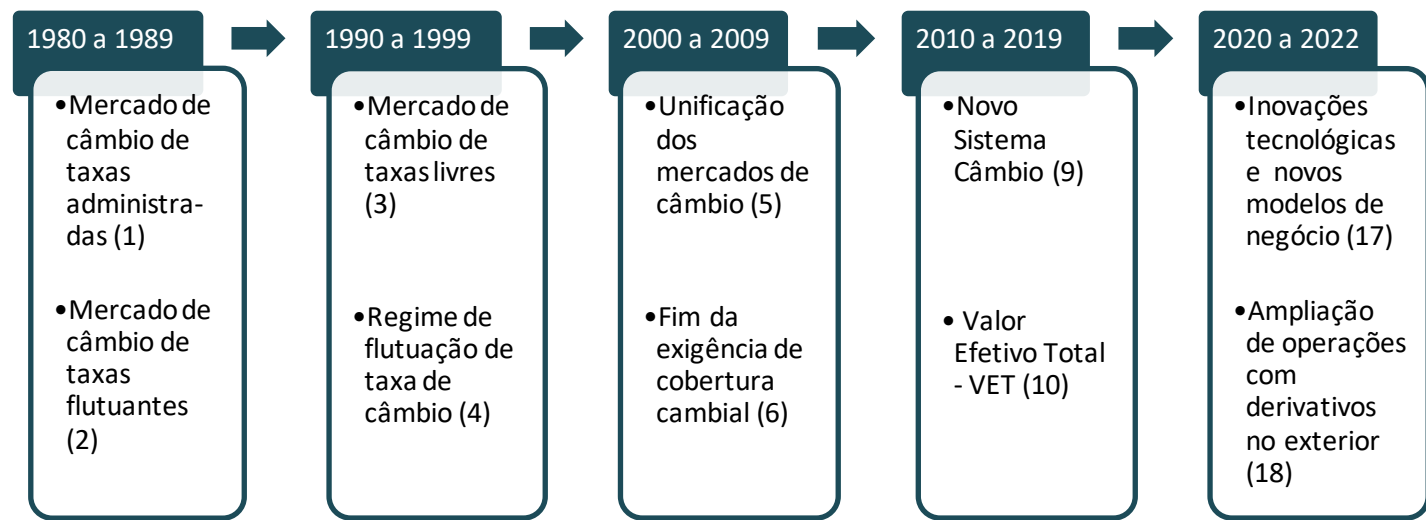 1980 a 1989
•Mercado de
câmbio de
taxas
administra-
das (1)
•Mercado de
câmbio de
taxas
flutuantes
(2)
1990 a 1999
•Mercado de
câmbio de
taxas livres
(3)
•Regime de
flutuação de
taxa de
câmbio (4)
2000 a 2009
•Unificação
dos
mercados de
câmbio (5)
•Fim da
exigência de
cobertura
cambial (6)
2010 a 2019
•Novo
Sistema
Câmbio (9)
• Valor
Efetivo Total
- VET (10)
2020 a 2022
•Inovações
tecnológicas
e novos
modelos de
negócio (17)
•Ampliação
de operações
com
derivativos
no exterior
(18)